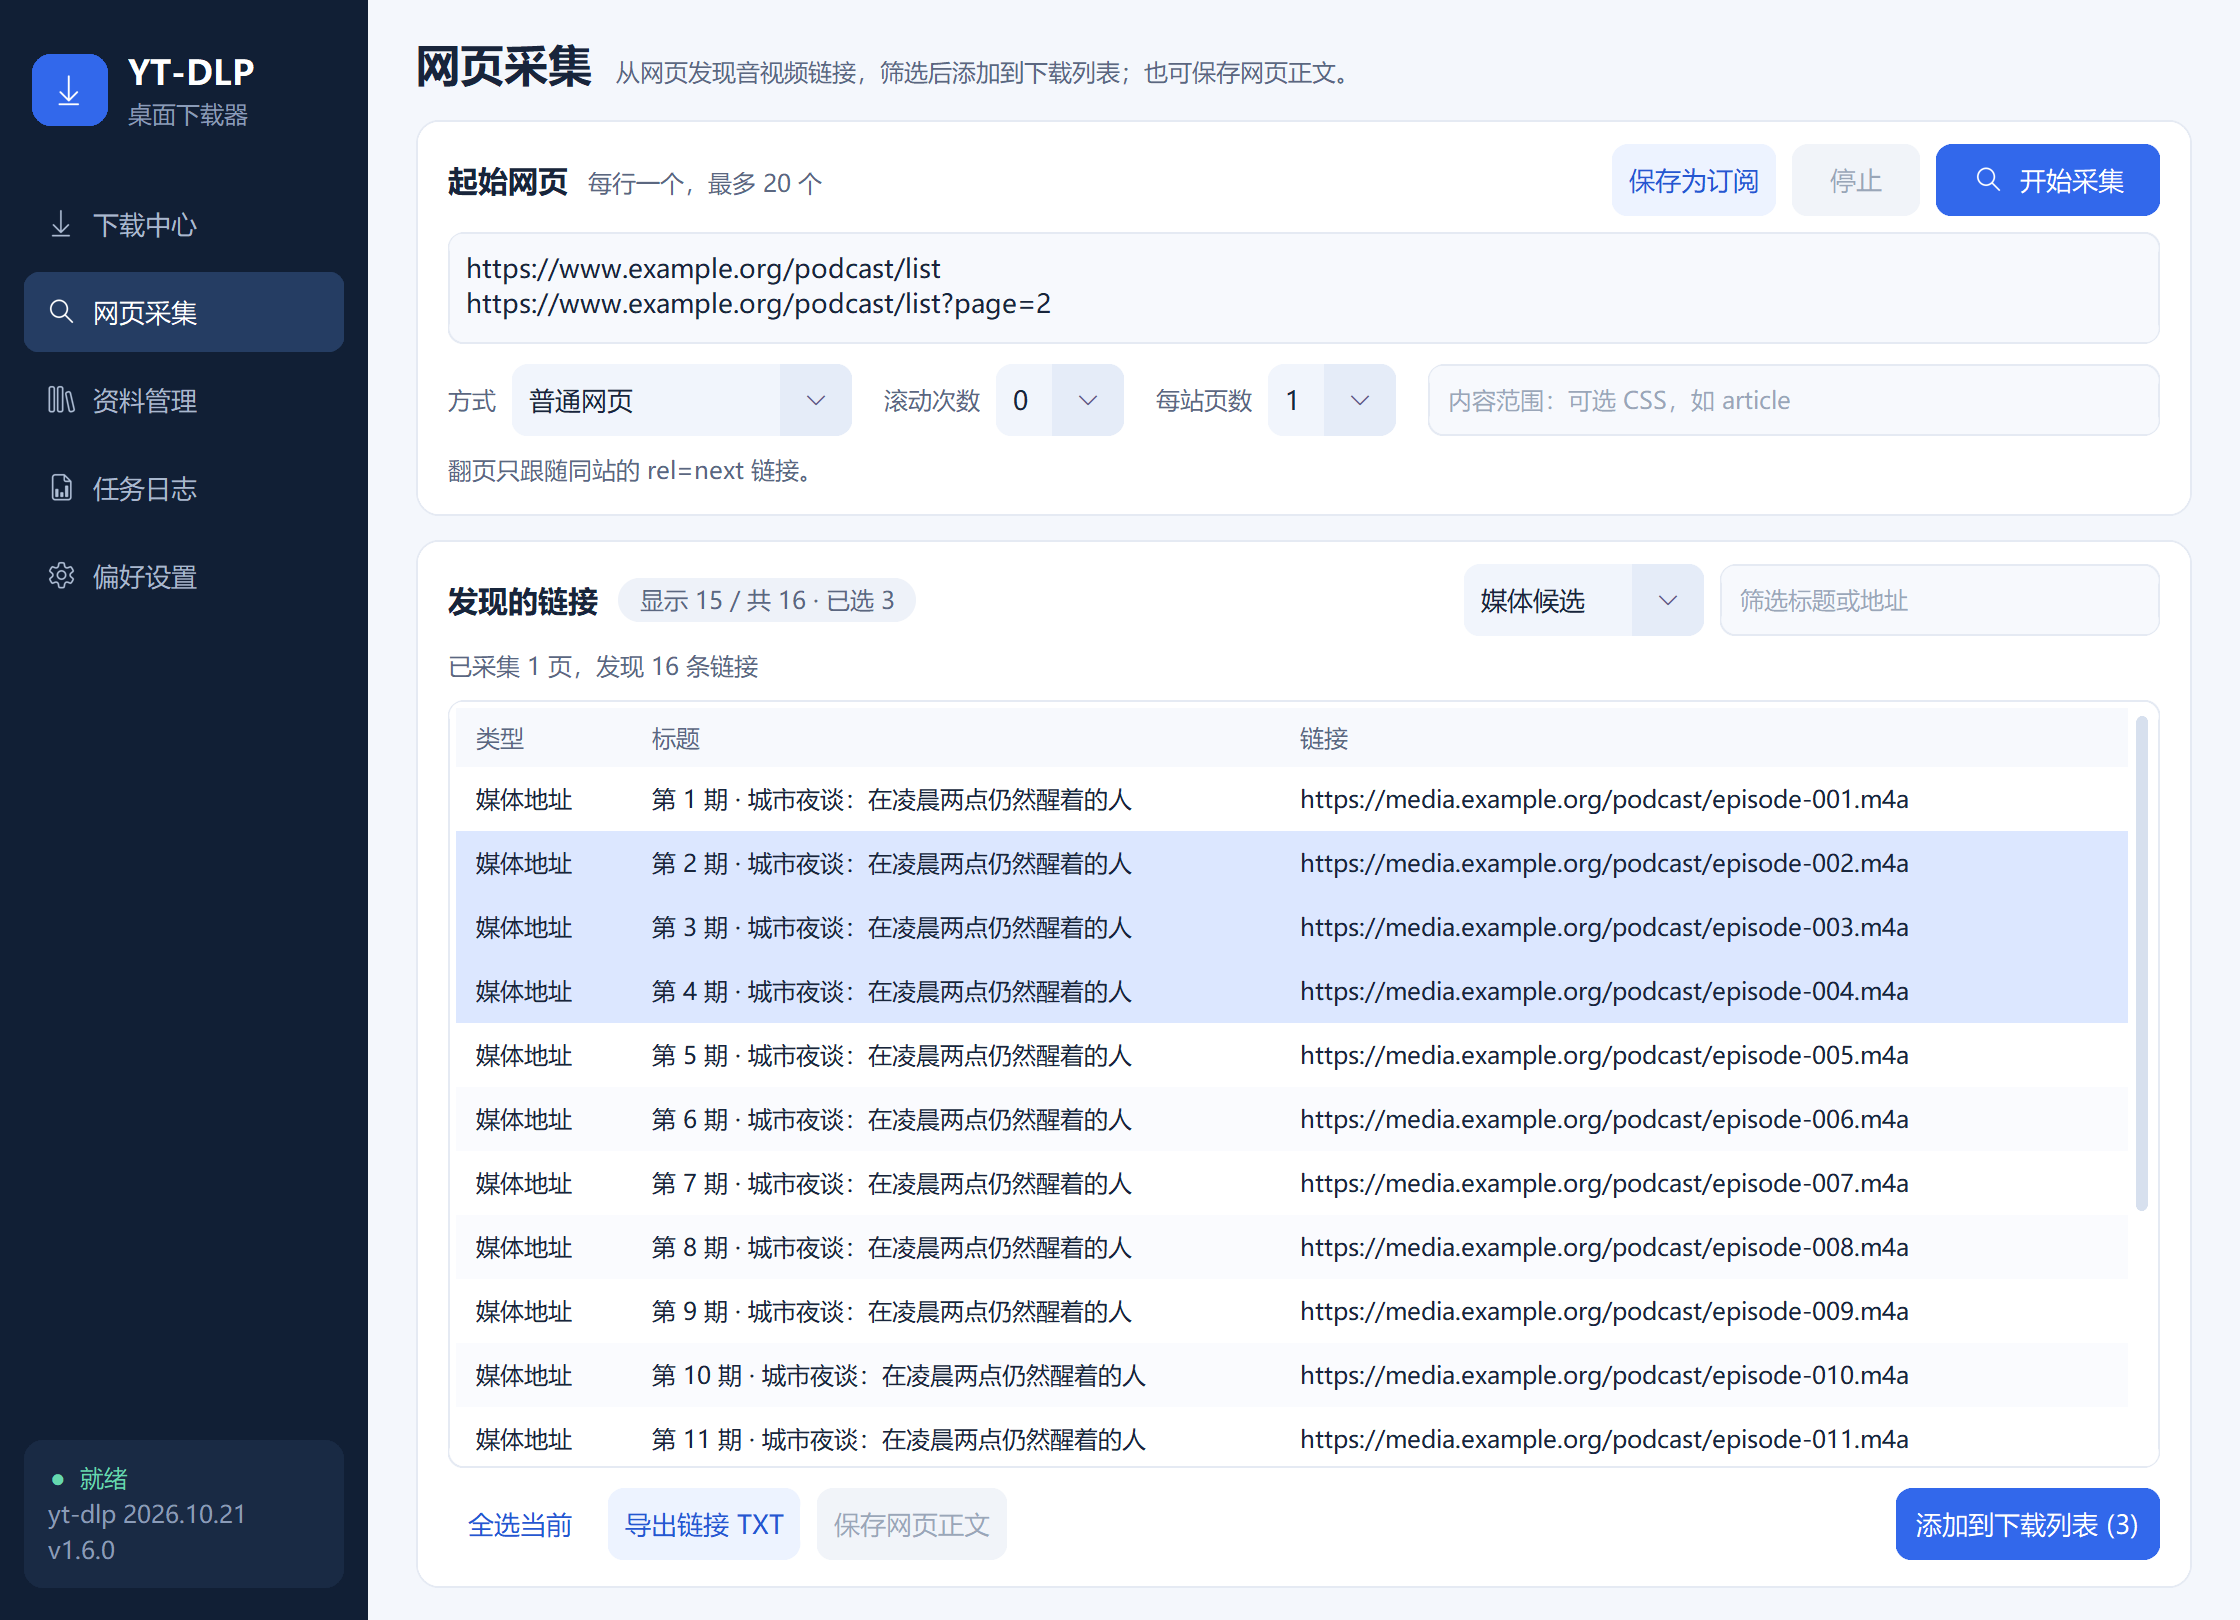 YT-DLP
桌面下载器
下载中心
网页采集
资料管理
任务日志
偏好设置
就绪
yt-dlp 2026.10.21
v1.6.0
网页采集 从网页发现音视频链接，筛选后添加到下载列表；也可保存网页正文。
起始网页 每行一个，最多 20 个 保存为订阅 停止 开始采集
https://www.example.org/podcast/list
https://www.example.org/podcast/list?page=2
方式 普通网页 滚动次数 0 每站页数 1 内容范围：可选 CSS，如 article
翻页只跟随同站的 rel=next 链接。
发现的链接 显示 15 / 共 16 · 已选 3 媒体候选 筛选标题或地址
已采集 1 页，发现 16 条链接
类型 标题 链接
媒体地址 第 1 期 · 城市夜谈：在凌晨两点仍然醒着的人 https://media.example.org/podcast/episode-001.m4a
媒体地址 第 2 期 · 城市夜谈：在凌晨两点仍然醒着的人 https://media.example.org/podcast/episode-002.m4a
媒体地址 第 3 期 · 城市夜谈：在凌晨两点仍然醒着的人 https://media.example.org/podcast/episode-003.m4a
媒体地址 第 4 期 · 城市夜谈：在凌晨两点仍然醒着的人 https://media.example.org/podcast/episode-004.m4a
媒体地址 第 5 期 · 城市夜谈：在凌晨两点仍然醒着的人 https://media.example.org/podcast/episode-005.m4a
媒体地址 第 6 期 · 城市夜谈：在凌晨两点仍然醒着的人 https://media.example.org/podcast/episode-006.m4a
媒体地址 第 7 期 · 城市夜谈：在凌晨两点仍然醒着的人 https://media.example.org/podcast/episode-007.m4a
媒体地址 第 8 期 · 城市夜谈：在凌晨两点仍然醒着的人 https://media.example.org/podcast/episode-008.m4a
媒体地址 第 9 期 · 城市夜谈：在凌晨两点仍然醒着的人 https://media.example.org/podcast/episode-009.m4a
媒体地址 第 10 期 · 城市夜谈：在凌晨两点仍然醒着的人 https://media.example.org/podcast/episode-010.m4a
媒体地址 第 11 期 · 城市夜谈：在凌晨两点仍然醒着的人 https://media.example.org/podcast/episode-011.m4a
全选当前 导出链接 TXT 保存网页正文 添加到下载列表 (3)